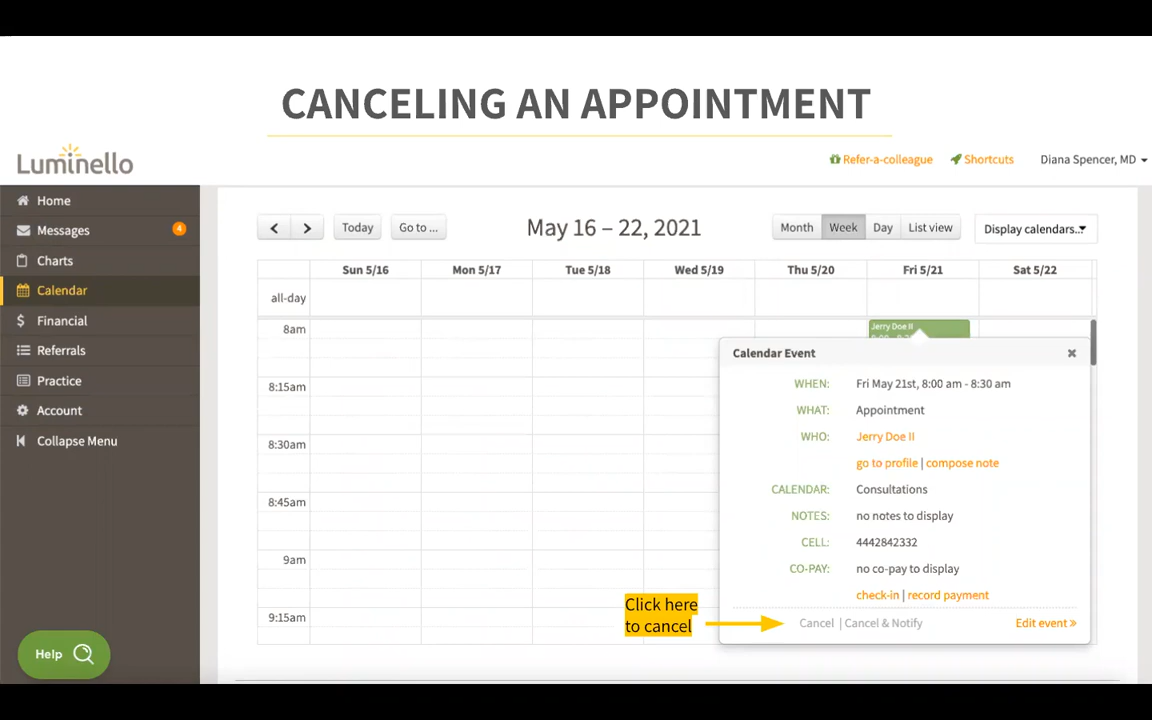 CANCELING AN APPOINTMENT
Luminello
Refer-a-colleague
Shortcuts
Diana Spencer, MD
Home
Messages 4
Charts
Calendar
Financial
Referrals
Practice
Account
Collapse Menu
Help
Today
Go to ...
May 16 – 22, 2021
Month Week Day List view
Display calendars..
Sun 5/16 Mon 5/17 Tue 5/18 Wed 5/19 Thu 5/20 Fri 5/21 Sat 5/22
all-day
8am
8:15am
8:30am
8:45am
9am
9:15am
Jerry Doe II
Calendar Event ×
WHEN: Fri May 21st, 8:00 am - 8:30 am
WHAT: Appointment
WHO: Jerry Doe II
go to profile | compose note
CALENDAR: Consultations
NOTES: no notes to display
CELL: 4442842332
CO-PAY: no co-pay to display
check-in | record payment
Cancel | Cancel & Notify Edit event »
Click here
to cancel